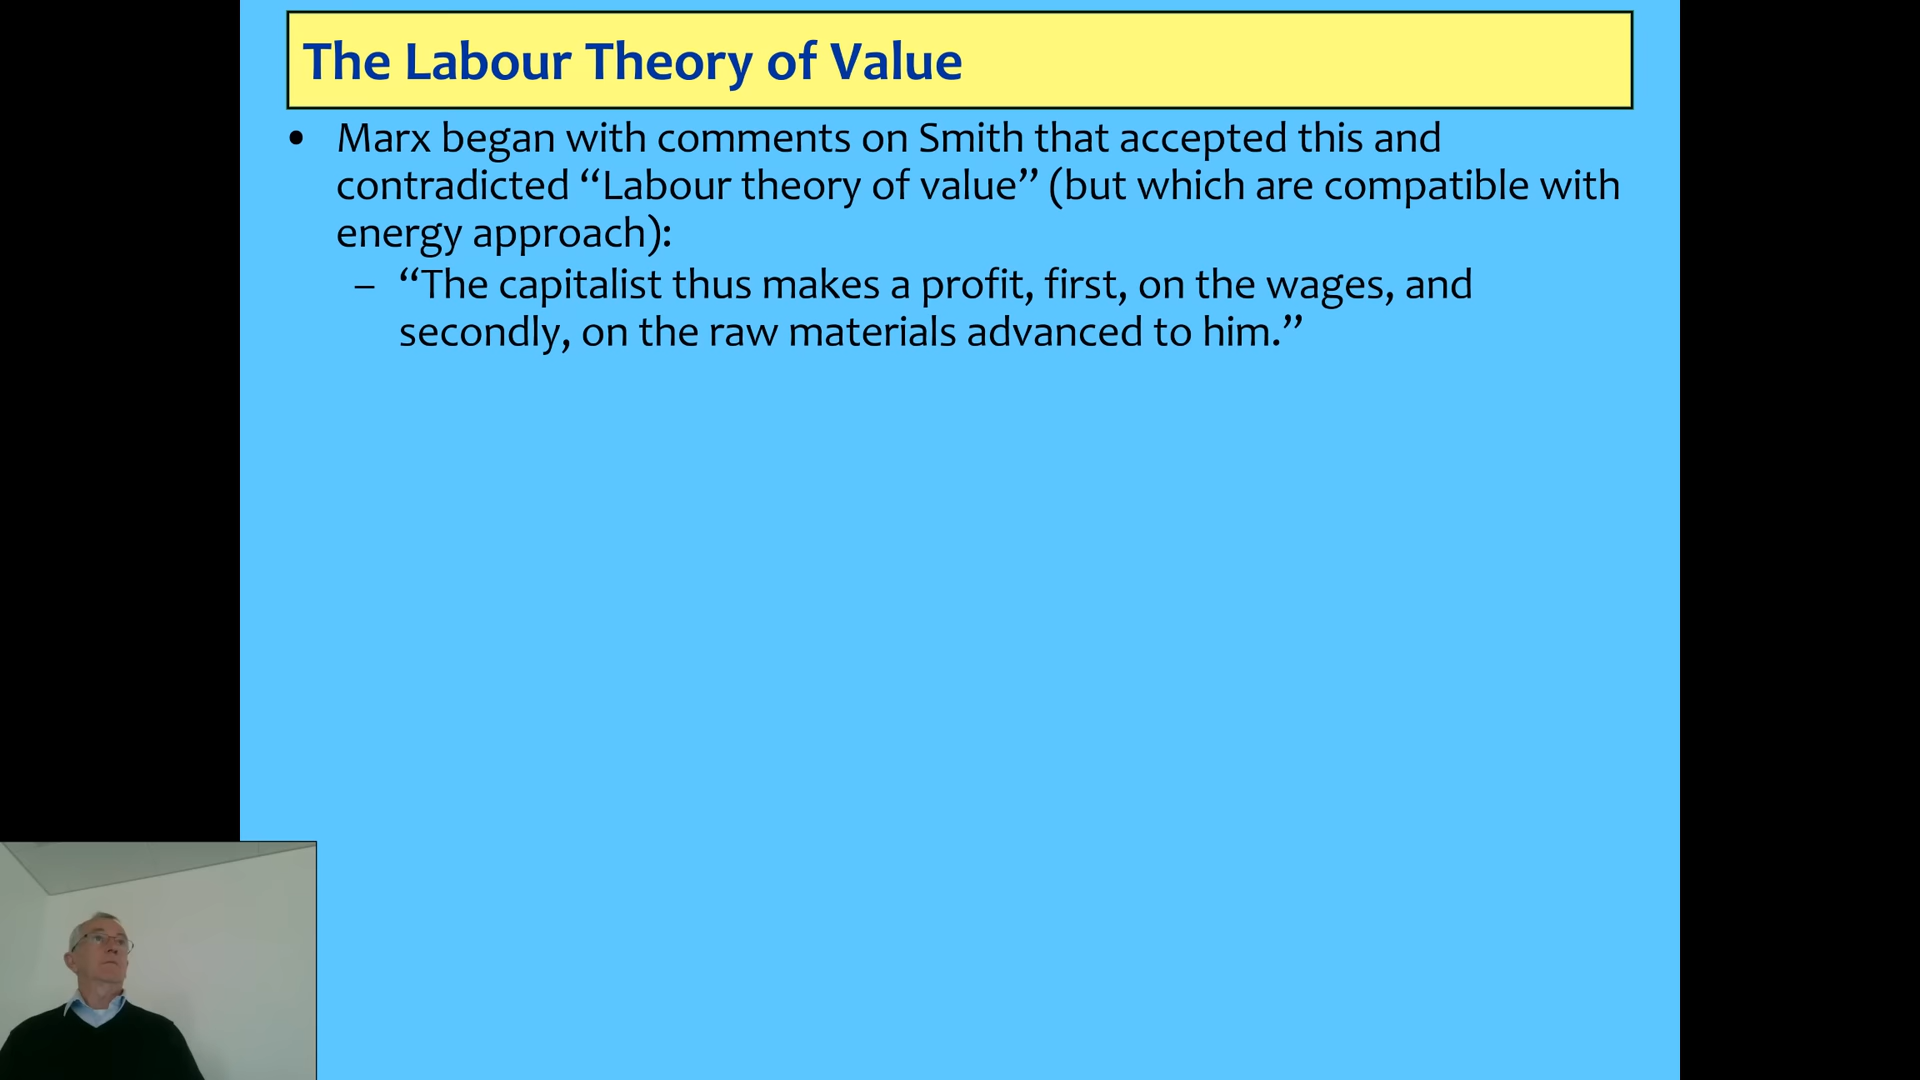 The Labour Theory of Value
• Marx began with comments on Smith that accepted this and
contradicted “Labour theory of value” (but which are compatible with
energy approach):
– “The capitalist thus makes a profit, first, on the wages, and
secondly, on the raw materials advanced to him.”